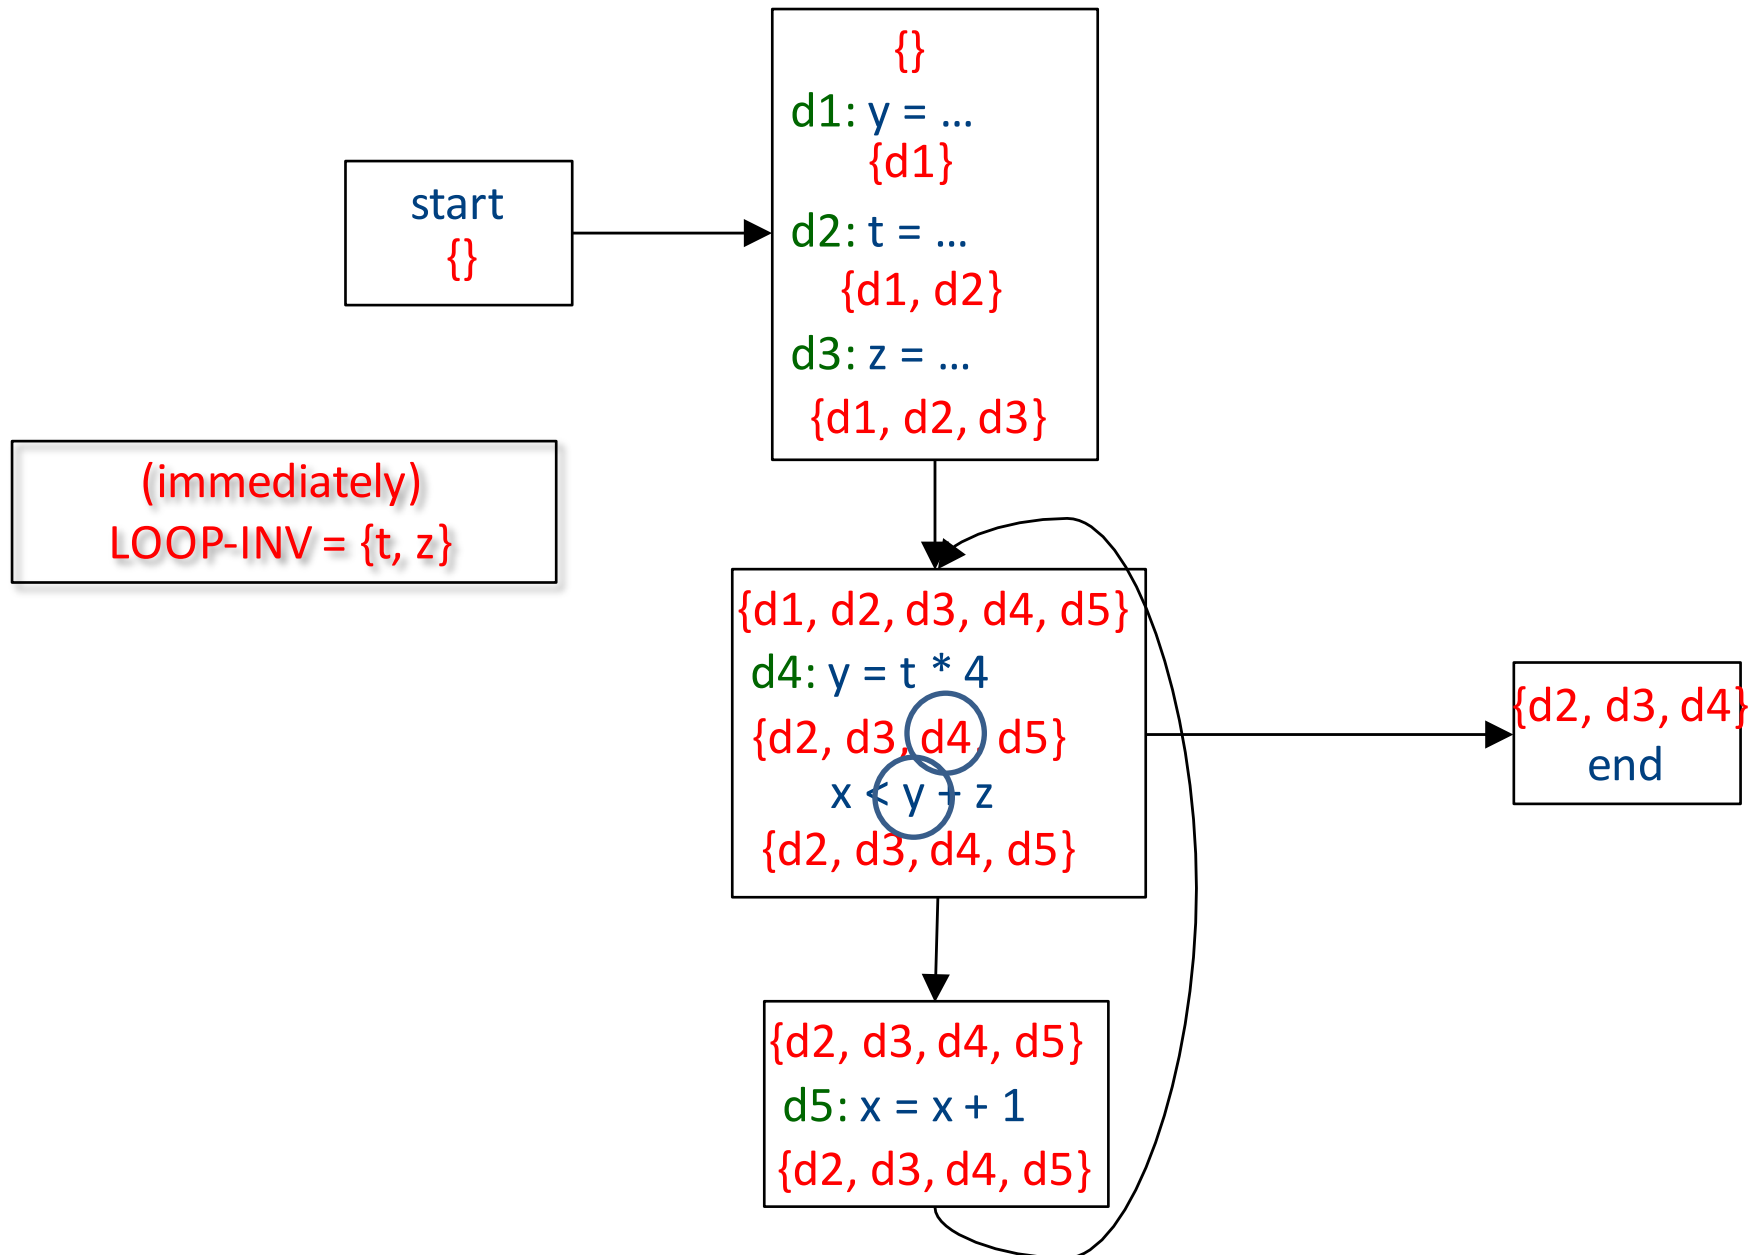 {}
d1: y = ...
{d1}
d2: t = ...
{d1, d2}
d3: z = ...
{d1, d2, d3}
start
{}
(immediately)
LOOP-INV = {t, z}
{d1, d2, d3, d4, d5}
d4: y = t * 4
{d2, d3, d4, d5}
x < y + z
{d2, d3, d4, d5}
{d2, d3, d4}
end
{d2, d3, d4, d5}
d5: x = x + 1
{d2, d3, d4, d5}